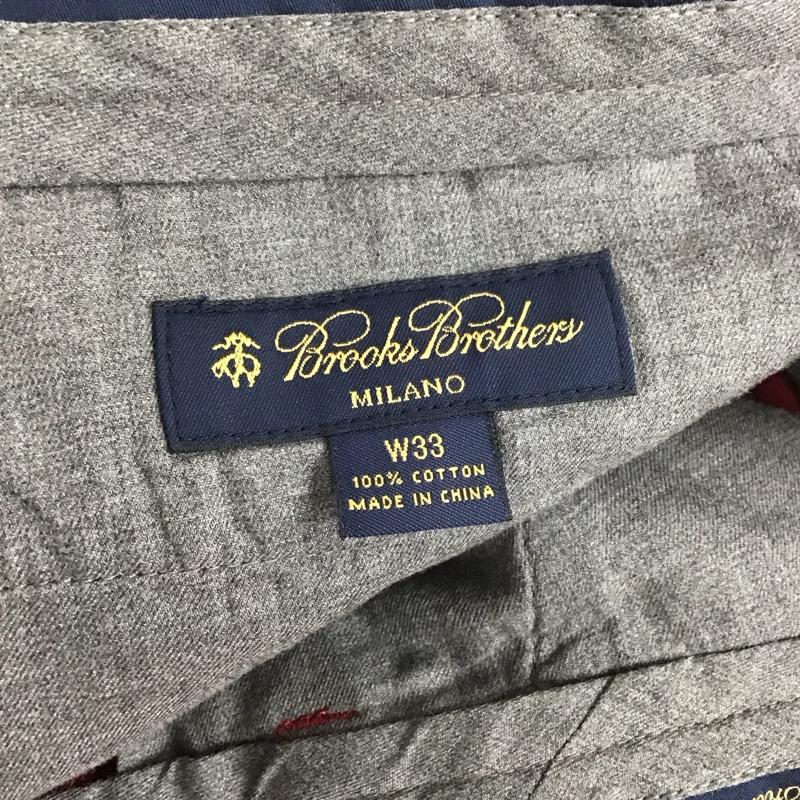 Brooks Brothers
MILANO
W33
100% COTTON
MADE IN CHINA